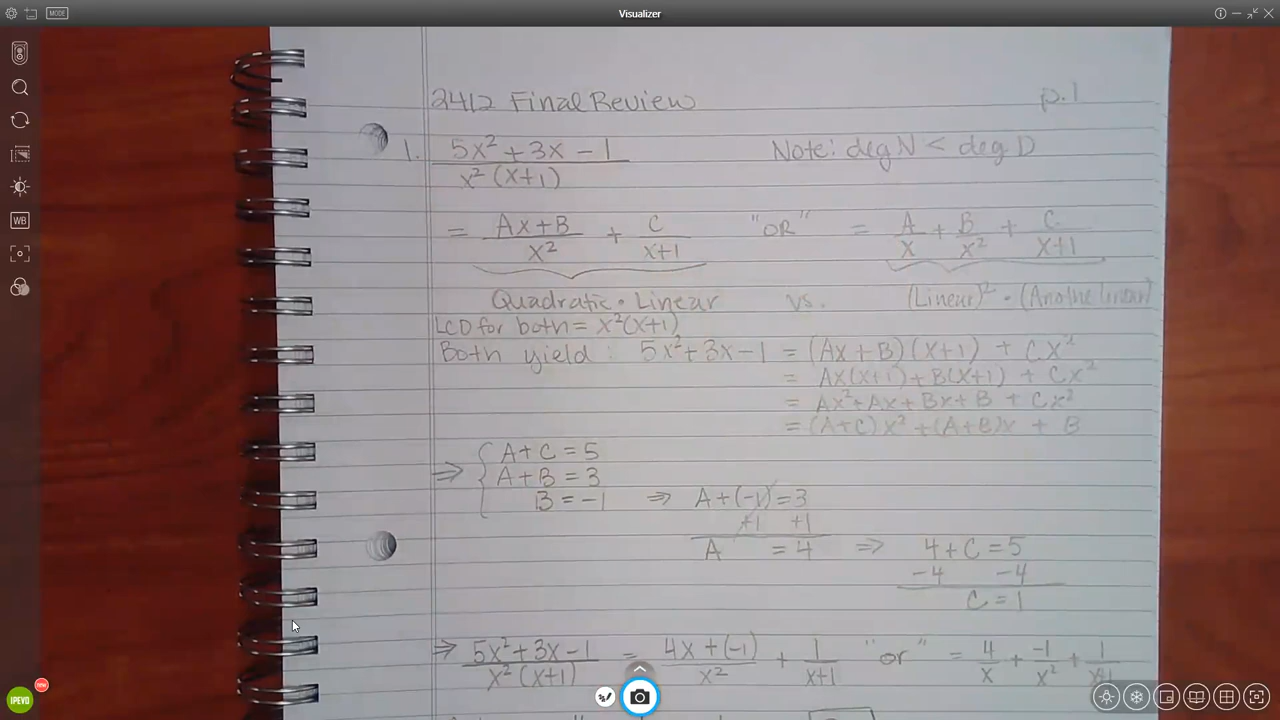 MODE
Visualizer
2412 Final Review p.1
1. 5x² + 3x - 1 / x² (x+1) Note: deg N < deg D
= Ax+B / x² + C / x+1 "OR" = A / x + B / x² + C / x+1
Quadratic · Linear vs. (Linear)² · (Another linear)
LCD for both = x²(x+1)
Both yield : 5x²+3x-1 = (Ax+B)(x+1) + Cx²
= Ax(x+1)+B(x+1) + Cx²
= Ax²+Ax+Bx+B + Cx²
= (A+C)x²+(A+B)x + B
A+C=5
⇒ { A+B=3
B=-1 ⇒ A+(-1)=3
+1 +1
A =4 ⇒ 4+C=5
-4 -4
C=1
⇒ 5x²+3x-1 / x²(x+1) = 4x+(-1) / x² + 1 / x+1 "or" = 4 / x + -1 / x² + 1 / x+1
WB
new
IPEVO